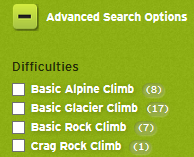 Advanced Search Options
Difficulties
Basic Alpine Climb (8)
Basic Glacier Climb (17)
Basic Rock Climb (7)
Crag Rock Climb (1)